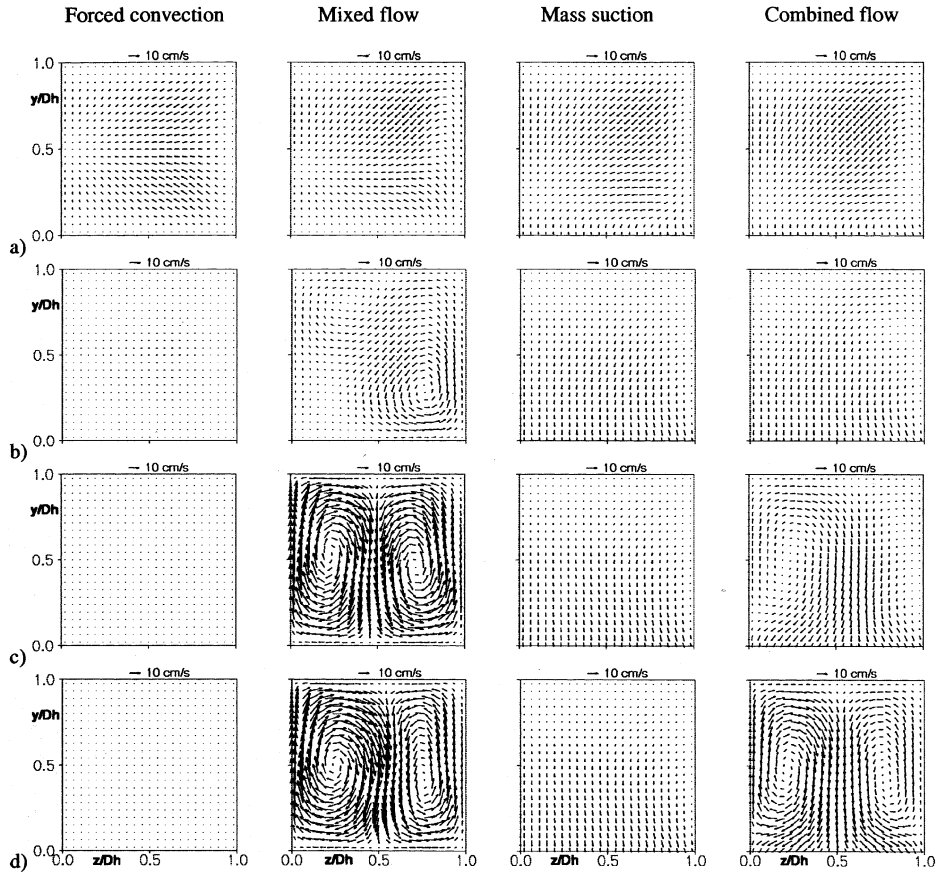 Forced convection Mixed flow Mass suction Combined flow
→ 10 cm/s → 10 cm/s → 10 cm/s → 10 cm/s
1.0
y/Dh
0.5
0.0
a)
→ 10 cm/s → 10 cm/s → 10 cm/s → 10 cm/s
1.0
y/Dh
0.5
0.0
b)
→ 10 cm/s → 10 cm/s → 10 cm/s → 10 cm/s
1.0
y/Dh
0.5
0.0
c)
→ 10 cm/s → 10 cm/s → 10 cm/s → 10 cm/s
1.0
y/Dh
0.5
0.0
d)
0.0 z/Dh 0.5 1.0 0.0 z/Dh 0.5 1.0 0.0 z/Dh 0.5 1.0 0.0 z/Dh 0.5 1.0